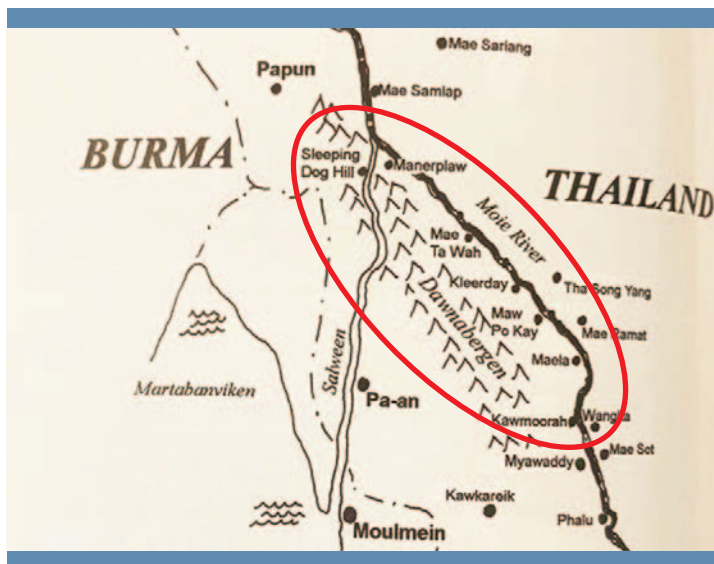 Mae Sariang
Papun
Mae Samlap
BURMA
Sleeping
Dog Hill
Manerplaw
THAILAND
Moie River
Mae
Ta Wah
Kleerday
Tha Song Yang
Dawnabergen
Maw
Po Kay
Mae Ramat
Maela
Salween
Martabanviken
Pa-an
Kawmoorah
Wangka
Mae Sot
Myawaddy
Kawkareik
Phalu
Moulmein